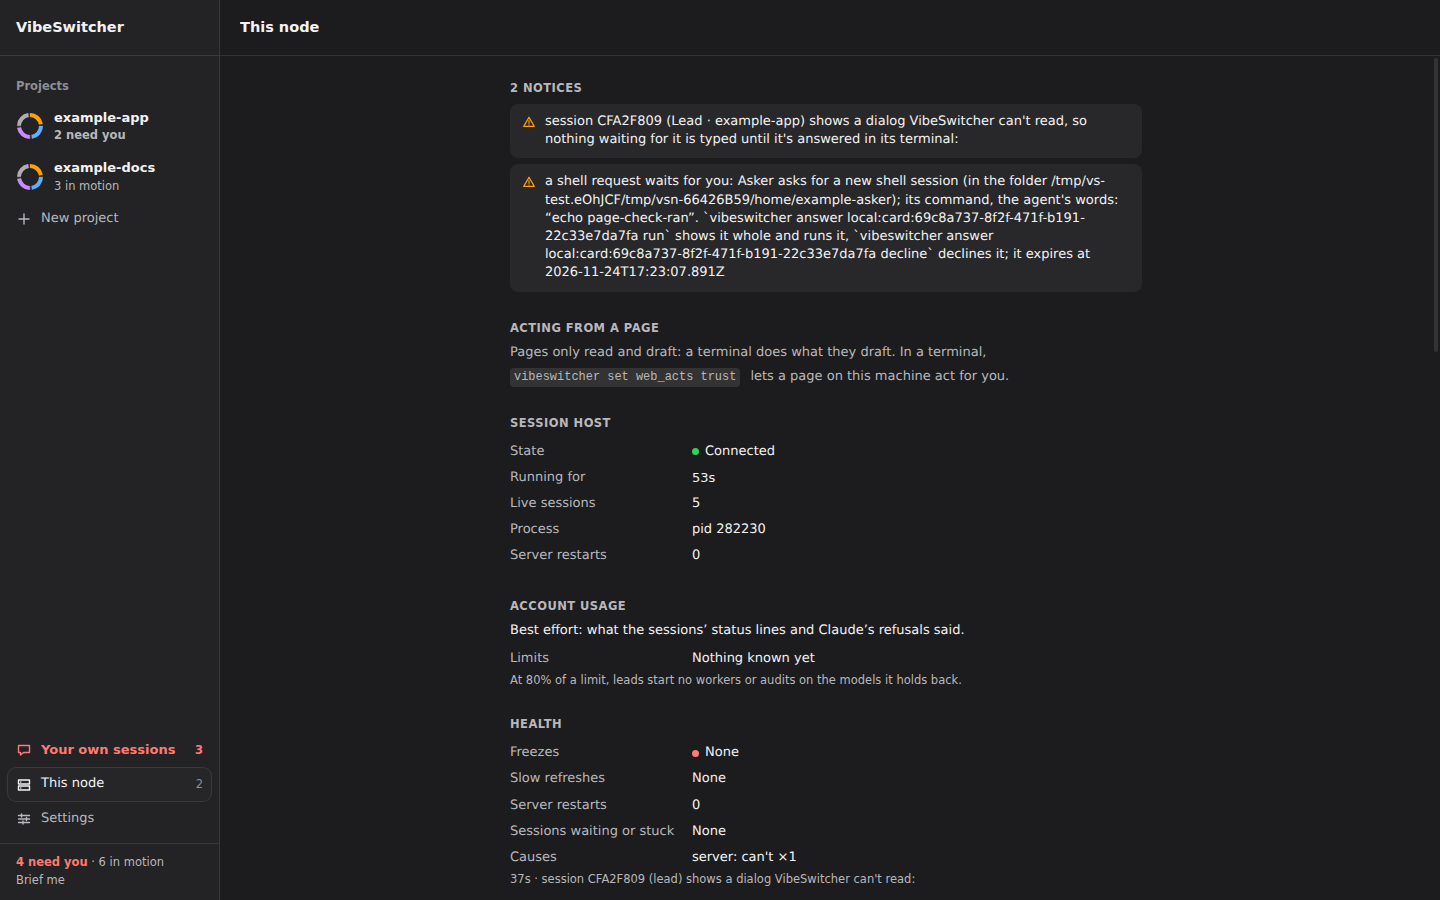 VibeSwitcher
This node
Projects
example-app
2 need you
example-docs
3 in motion
New project
2 NOTICES
session CFA2F809 (Lead · example-app) shows a dialog VibeSwitcher can't read, so
nothing waiting for it is typed until it's answered in its terminal:
a shell request waits for you: Asker asks for a new shell session (in the folder /tmp/vs-
test.eOhJCF/tmp/vsn-66426B59/home/example-asker); its command, the agent's words:
“echo page-check-ran”. `vibeswitcher answer local:card:69c8a737-8f2f-471f-b191-
22c33e7da7fa run` shows it whole and runs it, `vibeswitcher answer
local:card:69c8a737-8f2f-471f-b191-22c33e7da7fa decline` declines it; it expires at
2026-11-24T17:23:07.891Z
ACTING FROM A PAGE
Pages only read and draft: a terminal does what they draft. In a terminal,
vibeswitcher set web_acts trust lets a page on this machine act for you.
SESSION HOST
State Connected
Running for 53s
Live sessions 5
Process pid 282230
Server restarts 0
ACCOUNT USAGE
Best effort: what the sessions’ status lines and Claude’s refusals said.
Limits Nothing known yet
At 80% of a limit, leads start no workers or audits on the models it holds back.
HEALTH
Freezes None
Slow refreshes None
Server restarts 0
Sessions waiting or stuck None
Causes server: can't ×1
37s · session CFA2F809 (lead) shows a dialog VibeSwitcher can't read:
Your own sessions 3
This node 2
Settings
4 need you · 6 in motion
Brief me